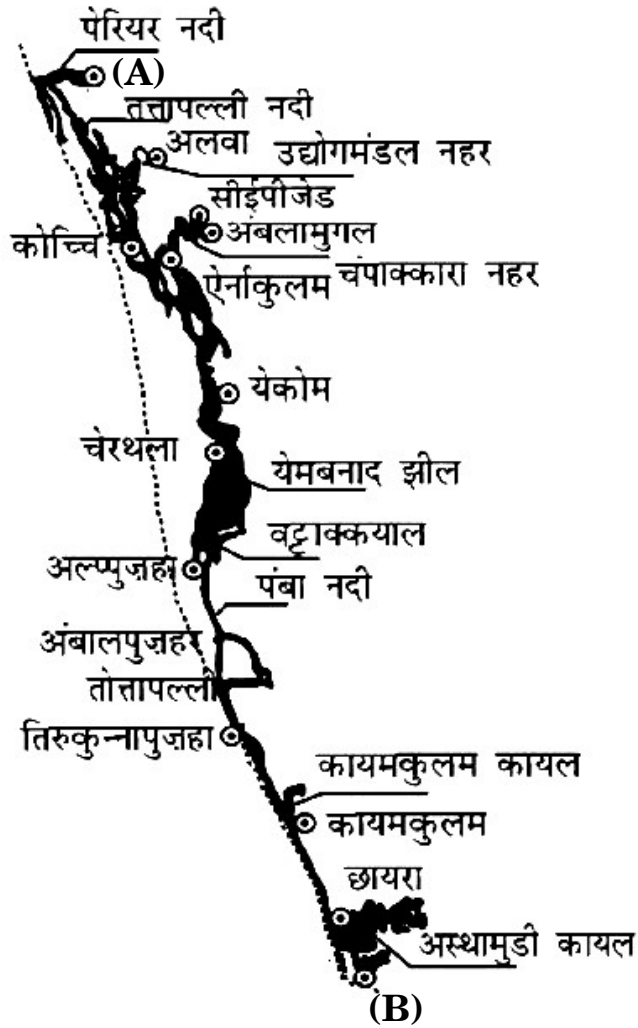 पेरियर नदी
(A)
तत्तापल्ली नदी
अलवा
उद्योगमंडल नहर
सीईपीजेड
अंबलामुगल
कोच्चि
ऐर्नाकुलम
चंपाक्कारा नहर
येकोम
चेरथला
येमबनाद झील
वट्टाक्कयाल
अल्प्पुज़हा
पंबा नदी
अंबालपुज़हर
तोत्तापल्ली
तिरुकुन्नापुज़हा
कायमकुलम कायल
कायमकुलम
छायरा
अस्थामुडी कायल
(B)